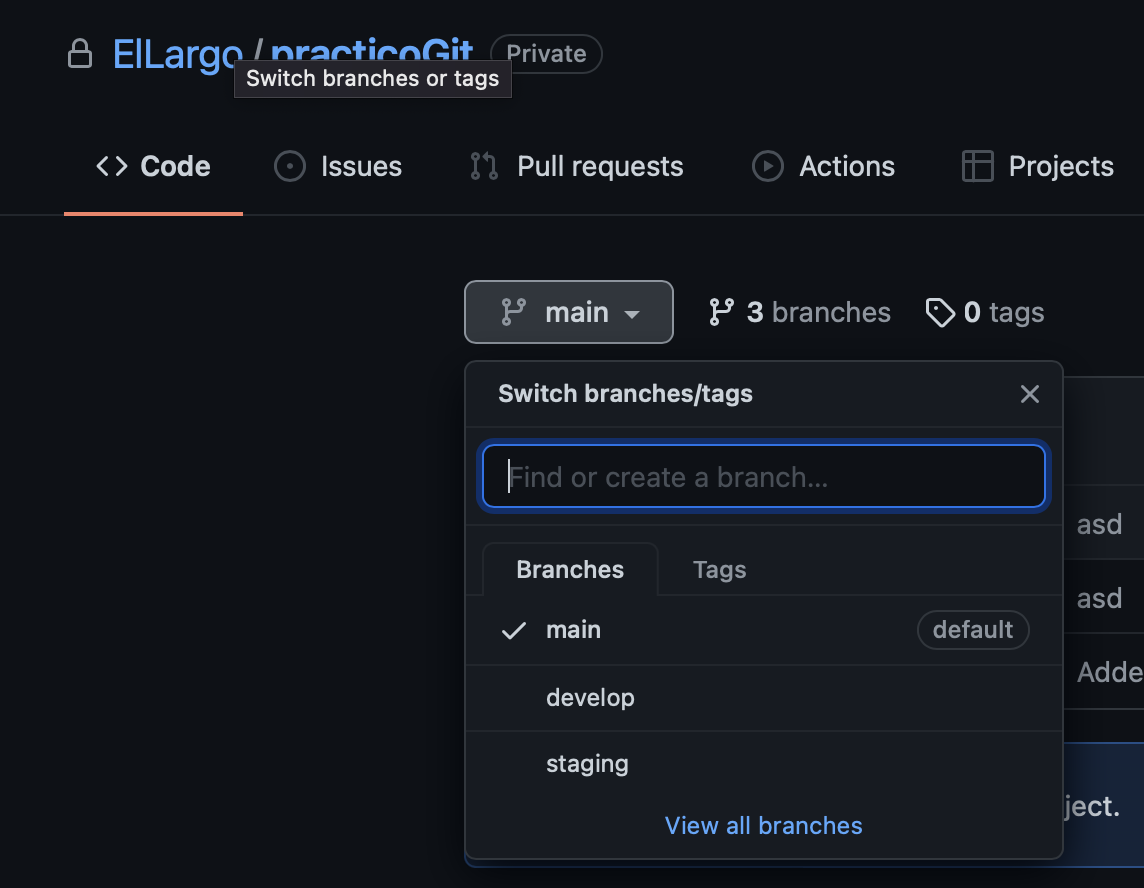 ElLargo / practicoGit Private
Switch branches or tags
Code Issues Pull requests Actions Projects
main 3 branches 0 tags
Switch branches/tags
Find or create a branch...
asd
Branches Tags
asd
main default
Adde
develop
staging
ject.
View all branches